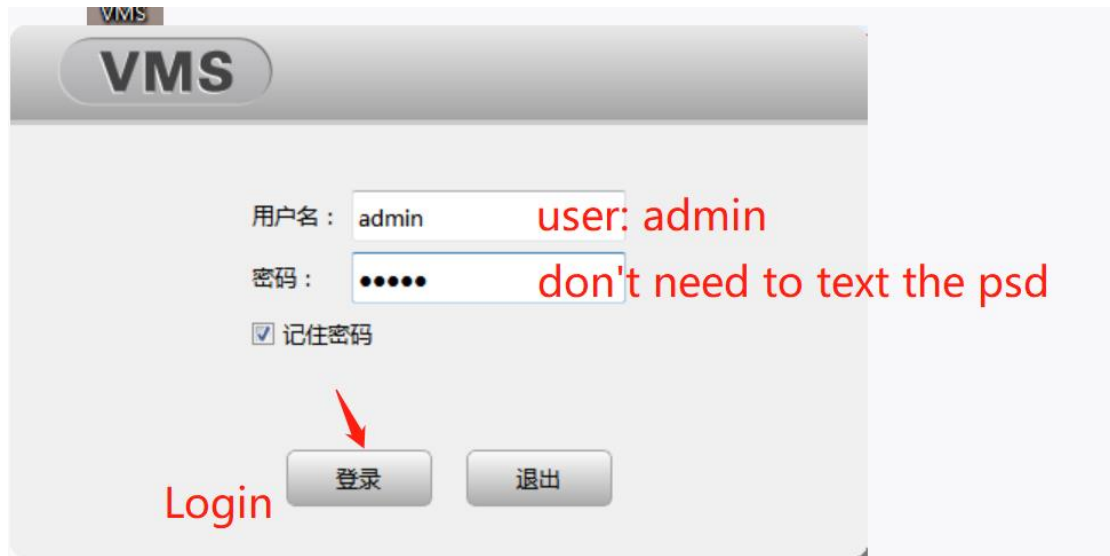 VMS
VMS
用户名： admin user: admin
密码： ●●●●● don't need to text the psd
记住密码
Login 登录 退出